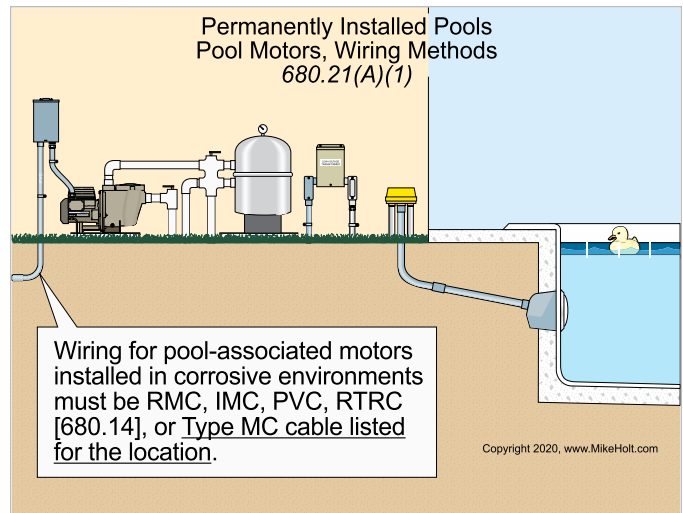 Permanently Installed Pools
Pool Motors, Wiring Methods
680.21(A)(1)
Wiring for pool-associated motors
installed in corrosive environments
must be RMC, IMC, PVC, RTRC
[680.14], or Type MC cable listed
for the location.
Copyright 2020, www.MikeHolt.com